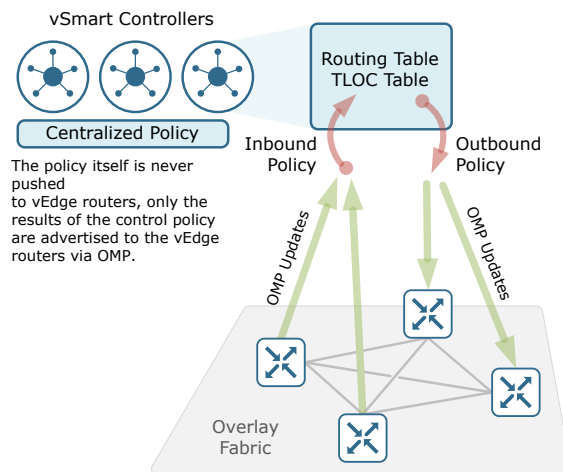 vSmart Controllers
Centralized Policy
The policy itself is never
pushed
to vEdge routers, only the
results of the control policy
are advertised to the vEdge
routers via OMP.
Routing Table
TLOC Table
Inbound
Policy
Outbound
Policy
OMP Updates
OMP Updates
Overlay
Fabric